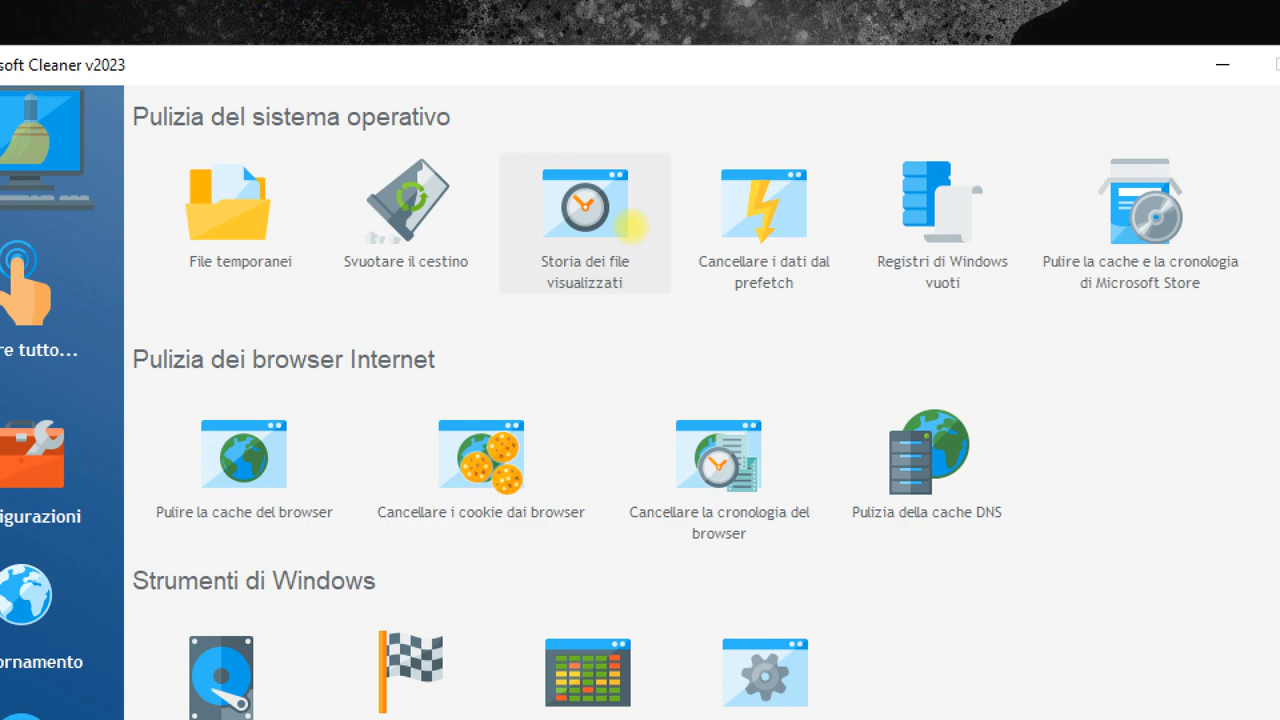 soft Cleaner v2023
Pulizia del sistema operativo
File temporanei
Svuotare il cestino
Storia dei file
visualizzati
Cancellare i dati dal
prefetch
Registri di Windows
vuoti
Pulire la cache e la cronologia
di Microsoft Store
re tutto...
Pulizia dei browser Internet
Pulire la cache del browser
Cancellare i cookie dai browser
Cancellare la cronologia del
browser
Pulizia della cache DNS
igurazioni
Strumenti di Windows
ornamento